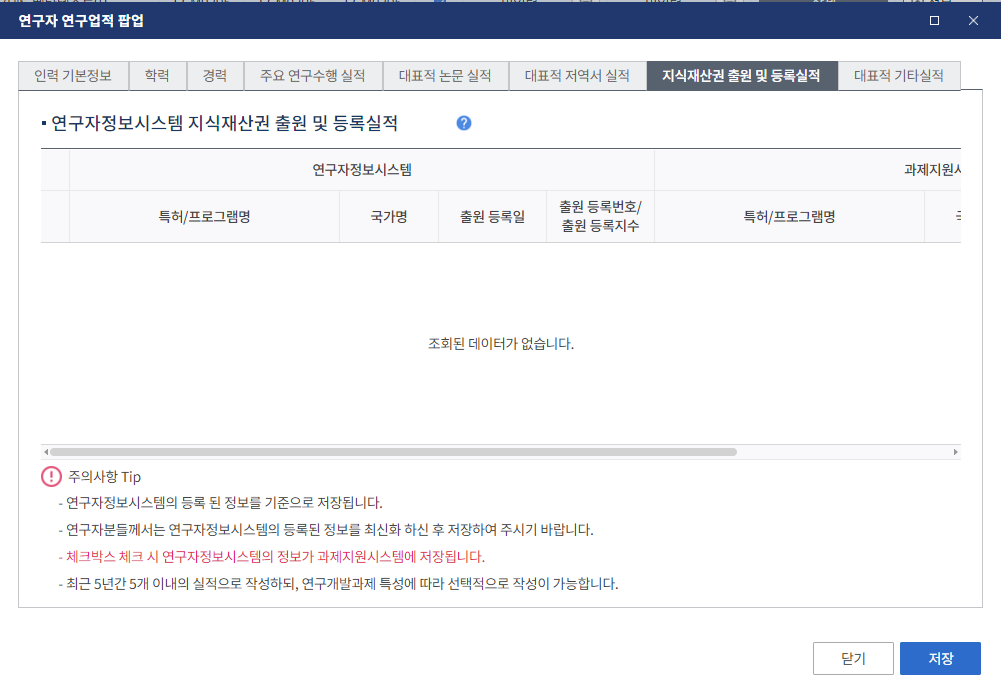 연구자 연구업적 팝업
인력 기본정보 학력 경력 주요 연구수행 실적 대표적 논문 실적 대표적 저역서 실적 지식재산권 출원 및 등록실적 대표적 기타실적
연구자정보시스템 지식재산권 출원 및 등록실적 ?
연구자정보시스템 과제지원시
특허/프로그램명 국가명 출원 등록일 출원 등록번호/ 특허/프로그램명
출원 등록지수
조회된 데이터가 없습니다.
주의사항 Tip
- 연구자정보시스템의 등록 된 정보를 기준으로 저장됩니다.
- 연구자분들께서는 연구자정보시스템의 등록된 정보를 최신화 하신 후 저장하여 주시기 바랍니다.
- 체크박스 체크 시 연구자정보시스템의 정보가 과제지원시스템에 저장됩니다.
- 최근 5년간 5개 이내의 실적으로 작성하되, 연구개발과제 특성에 따라 선택적으로 작성이 가능합니다.
닫기 저장